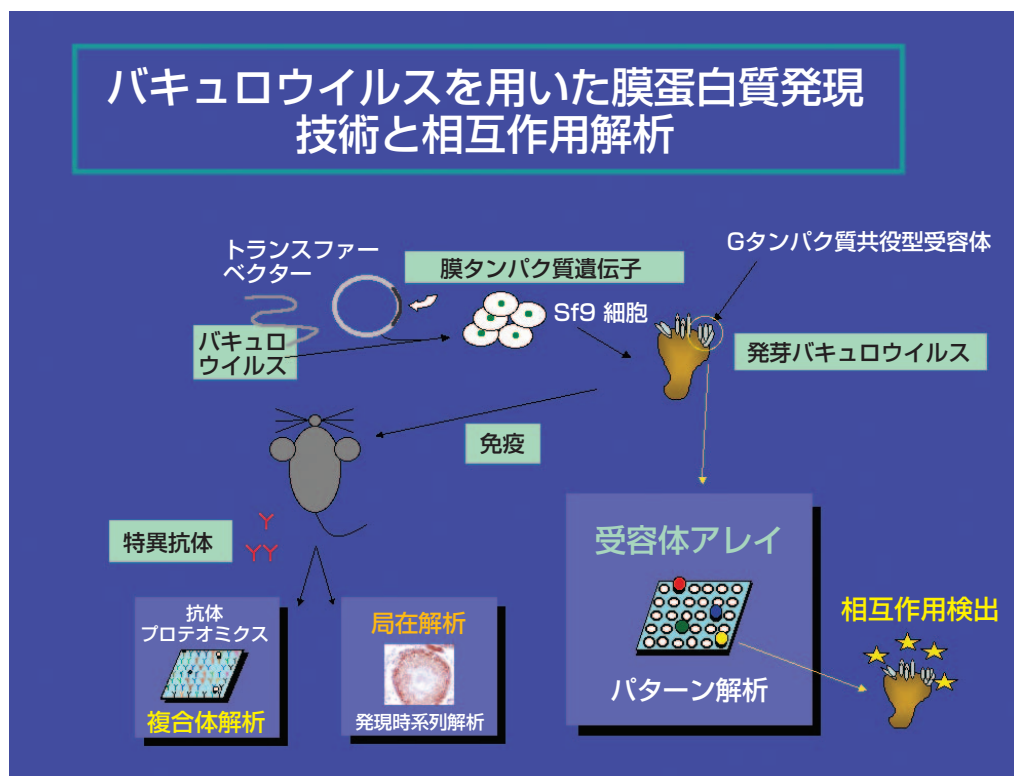 バキュロウイルスを用いた膜蛋白質発現
技術と相互作用解析
トランスファー
ベクター
膜タンパク質遺伝子
Gタンパク質共役型受容体
Sf9 細胞
バキュロ
ウイルス
発芽バキュロウイルス
免疫
特異抗体
Y
YY
受容体アレイ
抗体
プロテオミクス
複合体解析
局在解析
発現時系列解析
パターン解析
相互作用検出